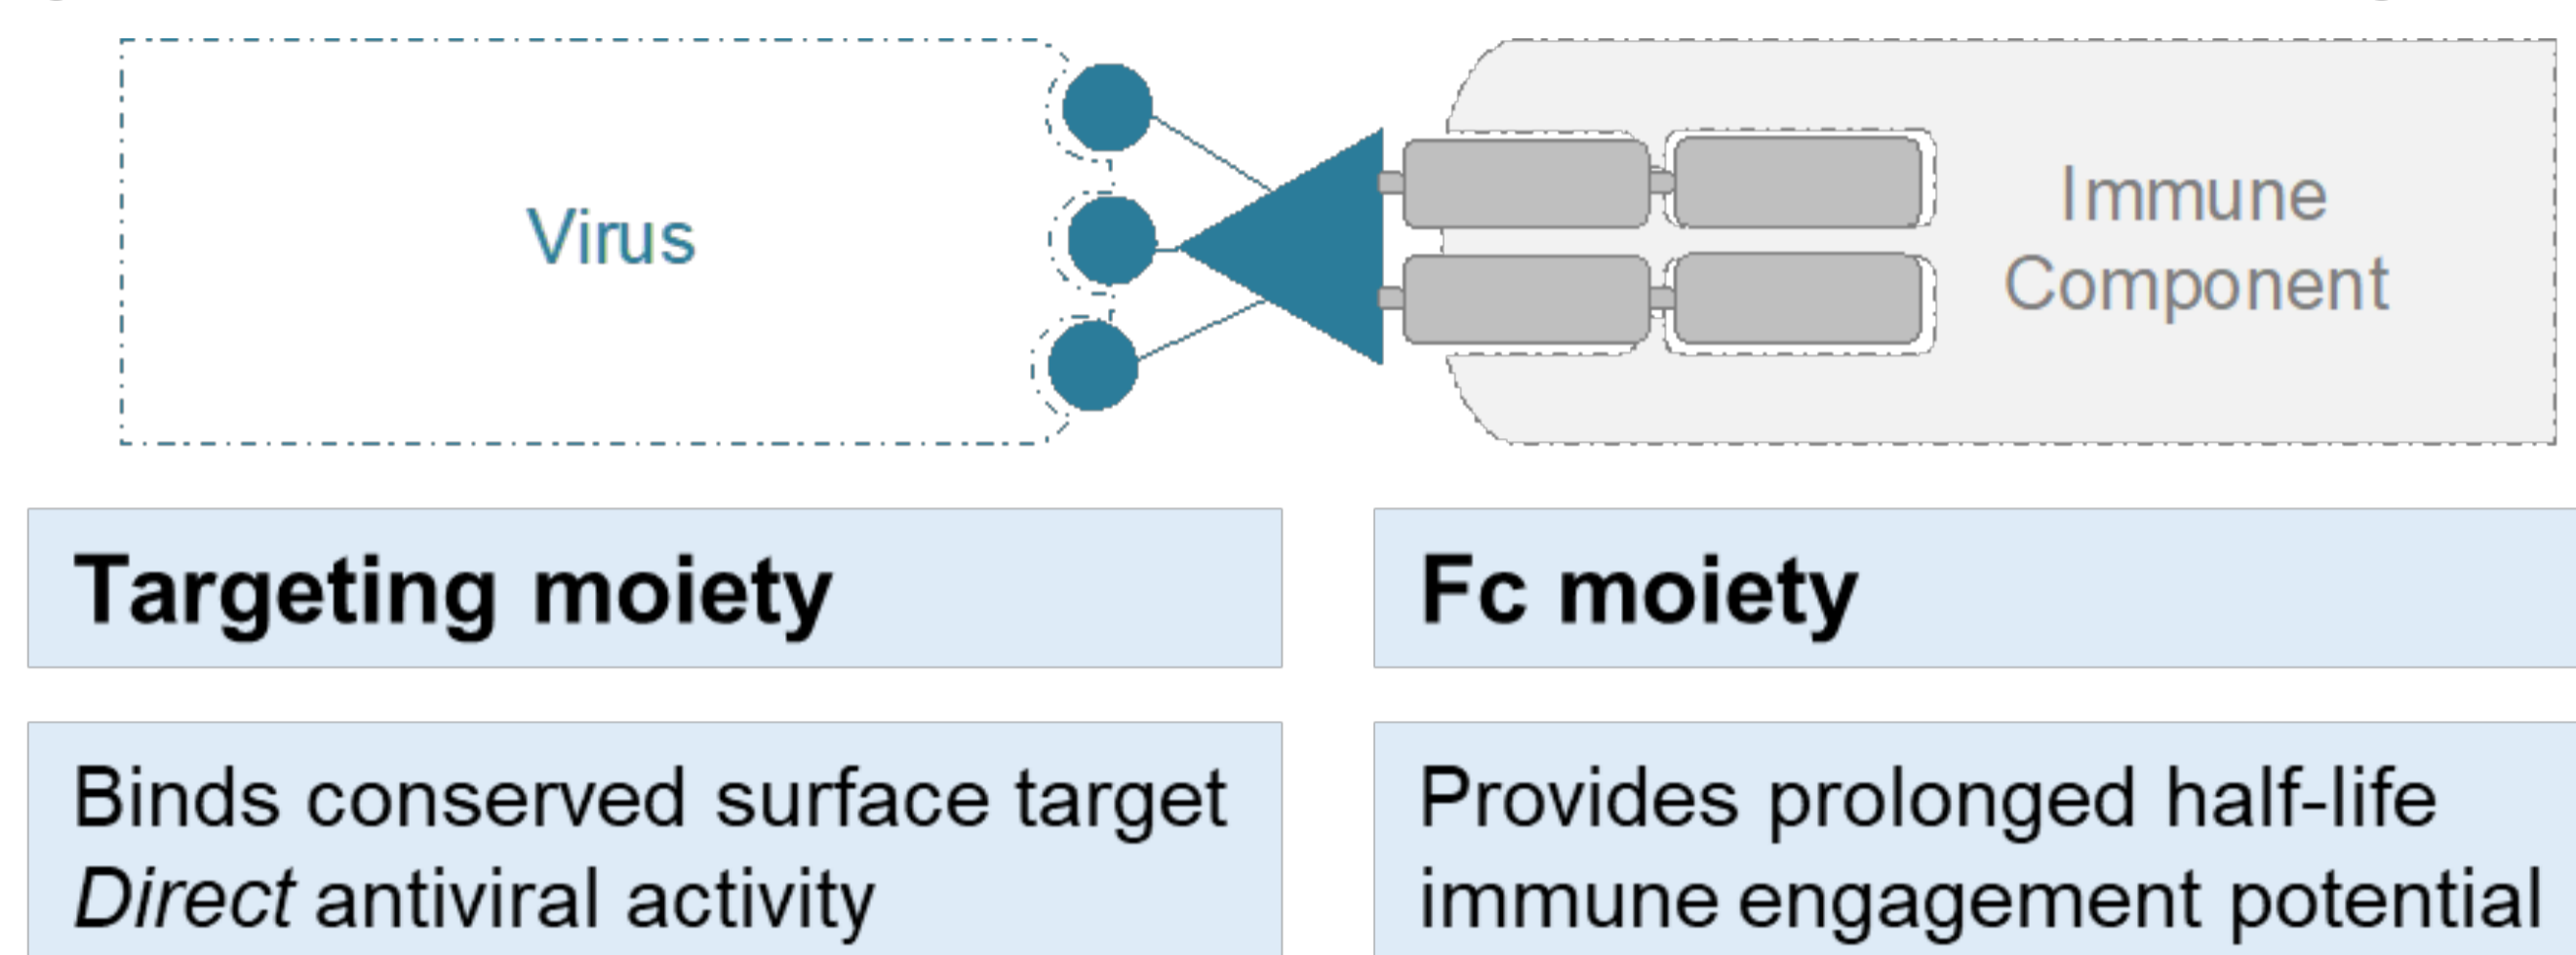 Virus
Immune
Component
Targeting moiety
Fc moiety
Binds conserved surface target
Direct antiviral activity
Provides prolonged half-life
immune engagement potential